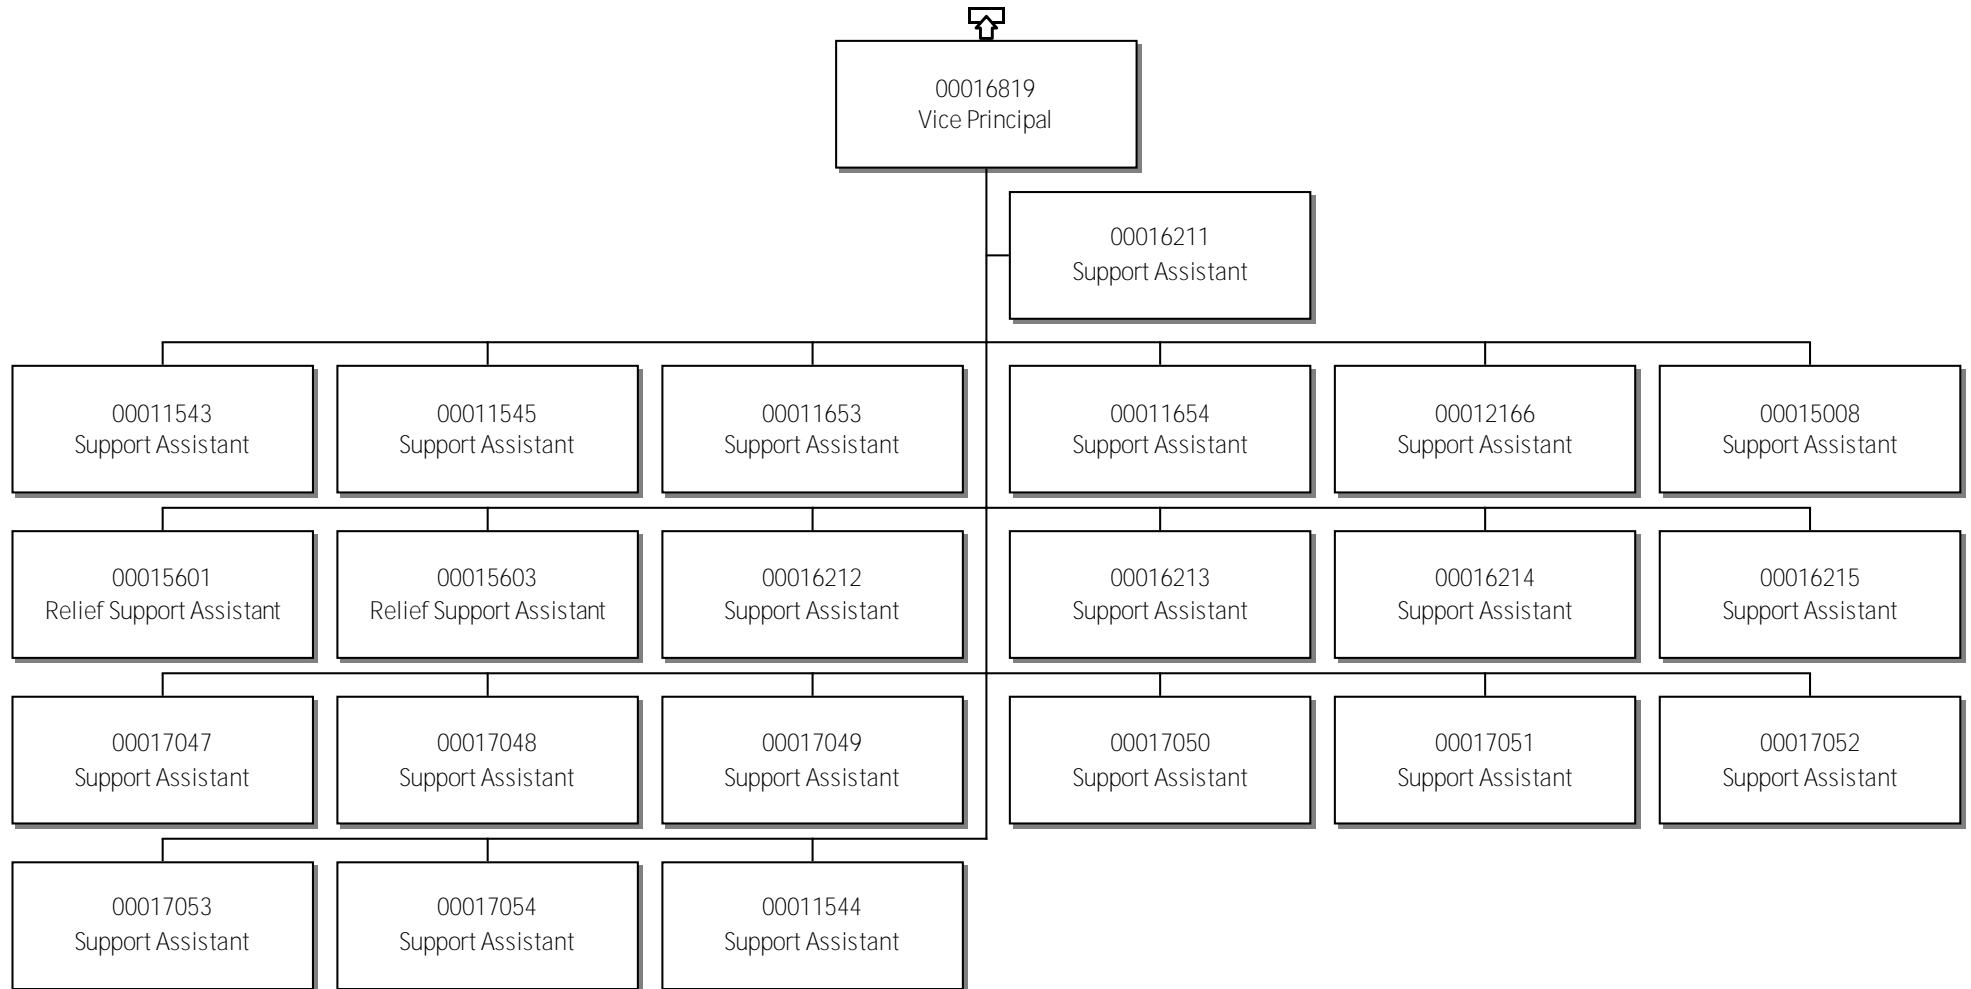 00016819
Vice Principal
00016211
Support Assistant
00011543
Support Assistant
00011545
Support Assistant
00011653
Support Assistant
00011654
Support Assistant
00012166
Support Assistant
00015008
Support Assistant
00015601
Relief Support Assistant
00015603
Relief Support Assistant
00016212
Support Assistant
00016213
Support Assistant
00016214
Support Assistant
00016215
Support Assistant
00017047
Support Assistant
00017048
Support Assistant
00017049
Support Assistant
00017050
Support Assistant
00017051
Support Assistant
00017052
Support Assistant
00017053
Support Assistant
00017054
Support Assistant
00011544
Support Assistant